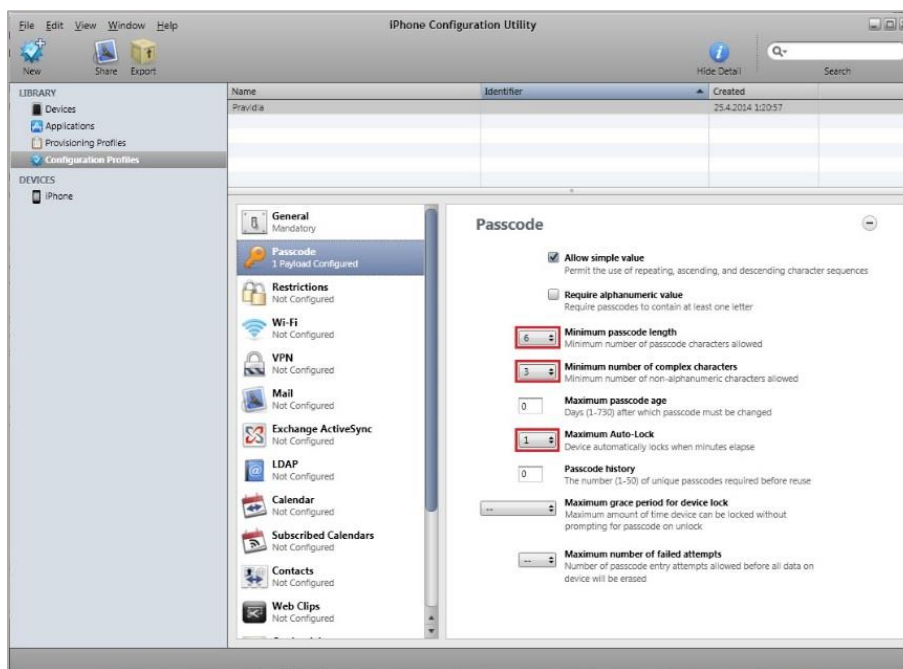 iPhone Configuration Utility
File Edit View Window Help
New Share Export Hide Detail Search
LIBRARY
Devices
Applications
Provisioning Profiles
Configuration Profiles
DEVICES
iPhone
Name Identifier Created
Pravidla 25.4.2014 1:20:57
General
Mandatory
Passcode
1 Payload Configured
Restrictions
Not Configured
Wi-Fi
Not Configured
VPN
Not Configured
Mail
Not Configured
Exchange ActiveSync
Not Configured
LDAP
Not Configured
Calendar
Not Configured
Subscribed Calendars
Not Configured
Contacts
Not Configured
Web Clips
Not Configured
Passcode
Allow simple value
Permit the use of repeating, ascending, and descending character sequences
Require alphanumeric value
Require passcodes to contain at least one letter
6 Minimum passcode length
Minimum number of passcode characters allowed
3 Minimum number of complex characters
Minimum number of non-alphanumeric characters allowed
0 Maximum passcode age
Days (1-730) after which passcode must be changed
1 Maximum Auto-Lock
Device automatically locks when minutes elapse
0 Passcode history
The number (1-50) of unique passcodes required before reuse
-- Maximum grace period for device lock
Maximum amount of time device can be locked without
prompting for passcode on unlock
-- Maximum number of failed attempts
Number of passcode entry attempts allowed before all data on
device will be erased